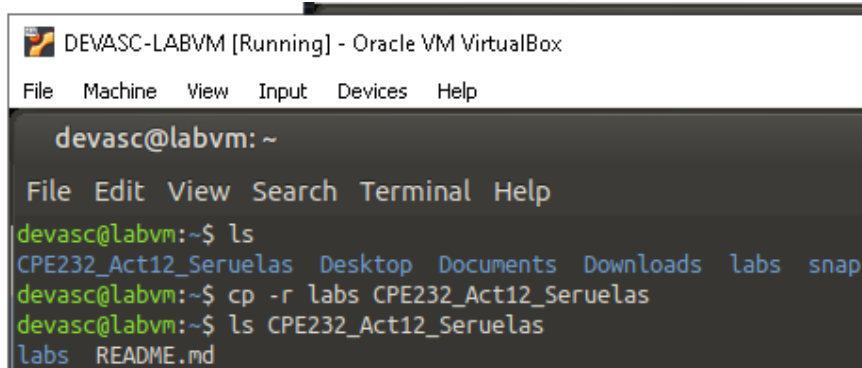 DEVASC-LABVM [Running] - Oracle VM VirtualBox
File Machine View Input Devices Help
devasc@labvm: ~
File Edit View Search Terminal Help
devasc@labvm:~$ ls
CPE232_Act12_Seruelas Desktop Documents Downloads labs snap
devasc@labvm:~$ cp -r labs CPE232_Act12_Seruelas
devasc@labvm:~$ ls CPE232_Act12_Seruelas
labs README.md